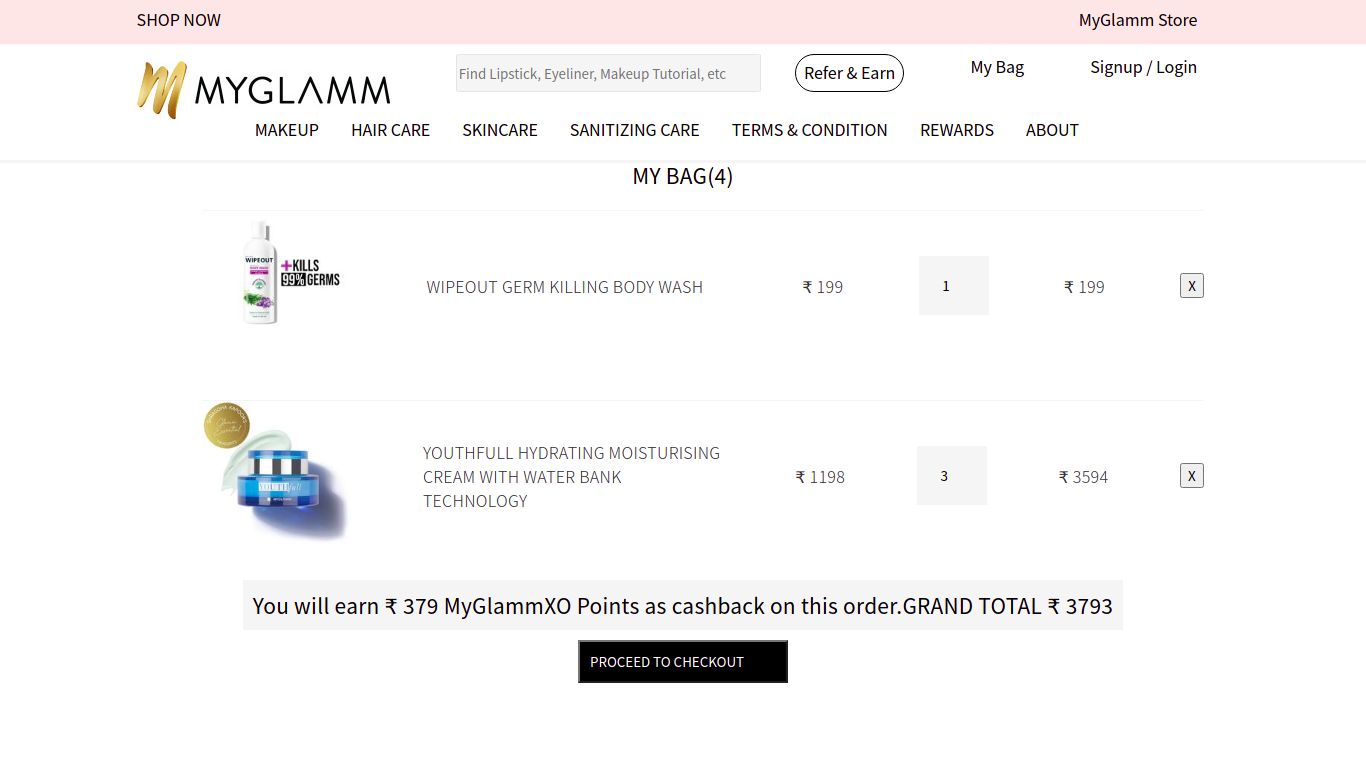 SHOP NOW
MyGlamm Store
MYGLAMM
Find Lipstick, Eyeliner, Makeup Tutorial, etc
Refer & Earn
My Bag
Signup / Login
MAKEUP
HAIR CARE
SKINCARE
SANITIZING CARE
TERMS & CONDITION
REWARDS
ABOUT
MY BAG(4)
WIPEOUT
+KILLS
99% GERMS
WIPEOUT GERM KILLING BODY WASH
₹ 199
1
₹ 199
X
YOUTHfull
YOUTHFULL HYDRATING MOISTURISING
CREAM WITH WATER BANK
TECHNOLOGY
₹ 1198
3
₹ 3594
X
You will earn ₹ 379 MyGlammXO Points as cashback on this order.GRAND TOTAL ₹ 3793
PROCEED TO CHECKOUT